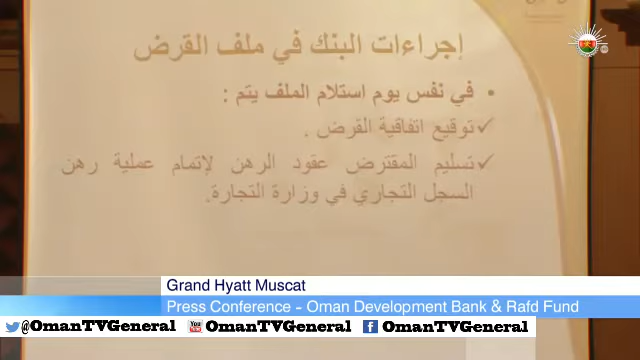 إجراءات البنك في ملف القرض
• في نفس يوم استلام الملف يتم :
✓توقيع اتفاقية القرض .
✓تسليم المقترض عقود الرهن لإتمام عملية رهن
السجل التجاري في وزارة التجارة.
Grand Hyatt Muscat
Press Conference - Oman Development Bank & Rafd Fund
@OmanTVGeneral You Tube OmanTVGeneral f OmanTVGeneral